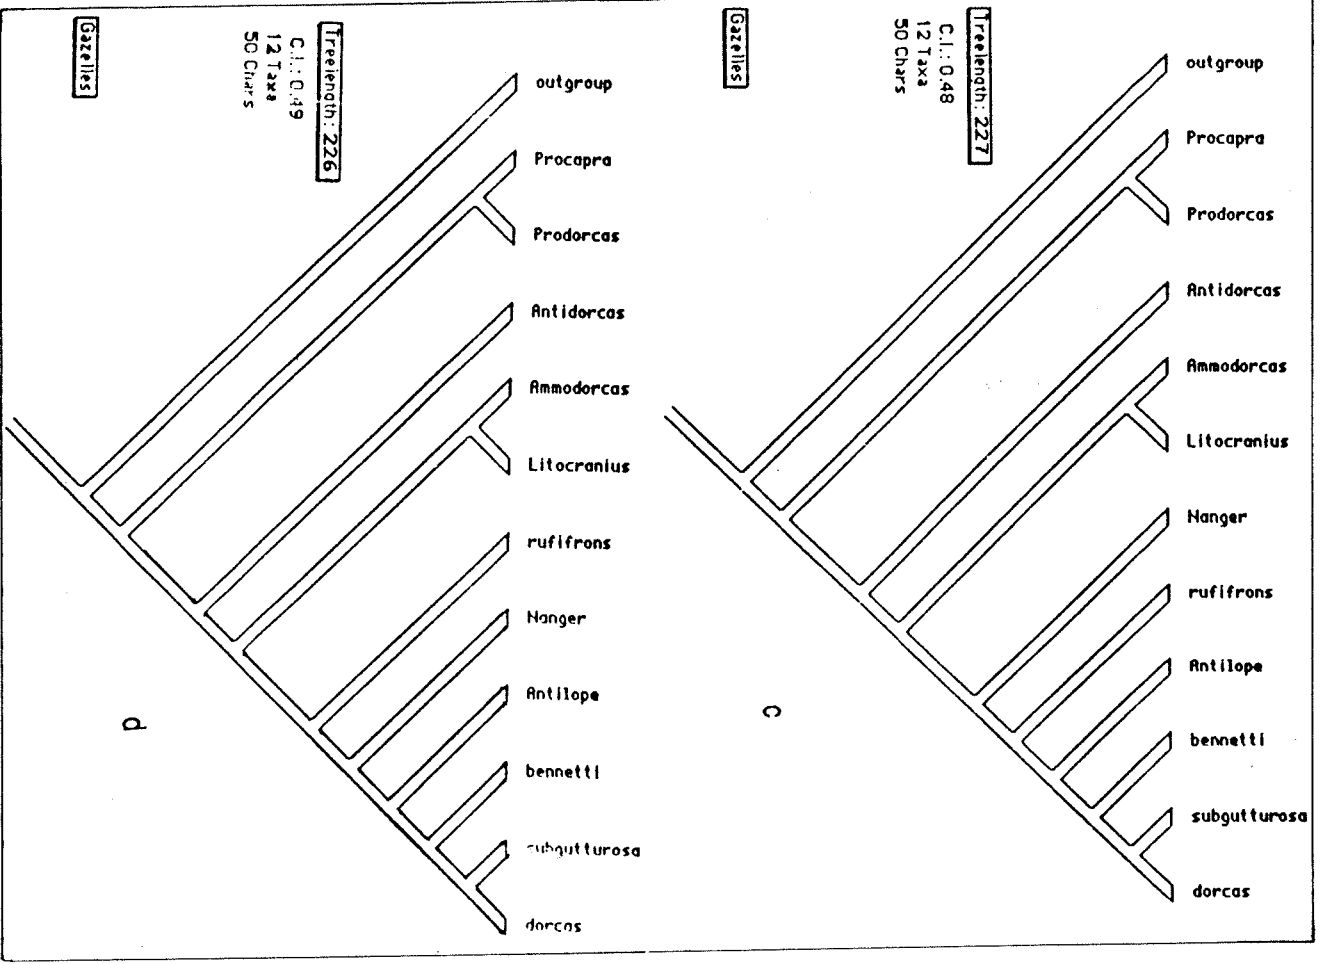 Gazelles
Treelength: 226
C.I.: 0.49
12 Taxa
50 Chars
outgroup
Procapra
Prodorcas
Antidorcas
Ammodorcas
Litocranius
rufifrons
Nanger
Antilope
bennetti
subgutturosa
dorcas
d
Gazelles
Treelength: 227
C.I.: 0.48
12 Taxa
50 Chars
outgroup
Procapra
Prodorcas
Antidorcas
Ammodorcas
Litocranius
Nanger
rufifrons
Antilope
bennetti
subgutturosa
dorcas
c